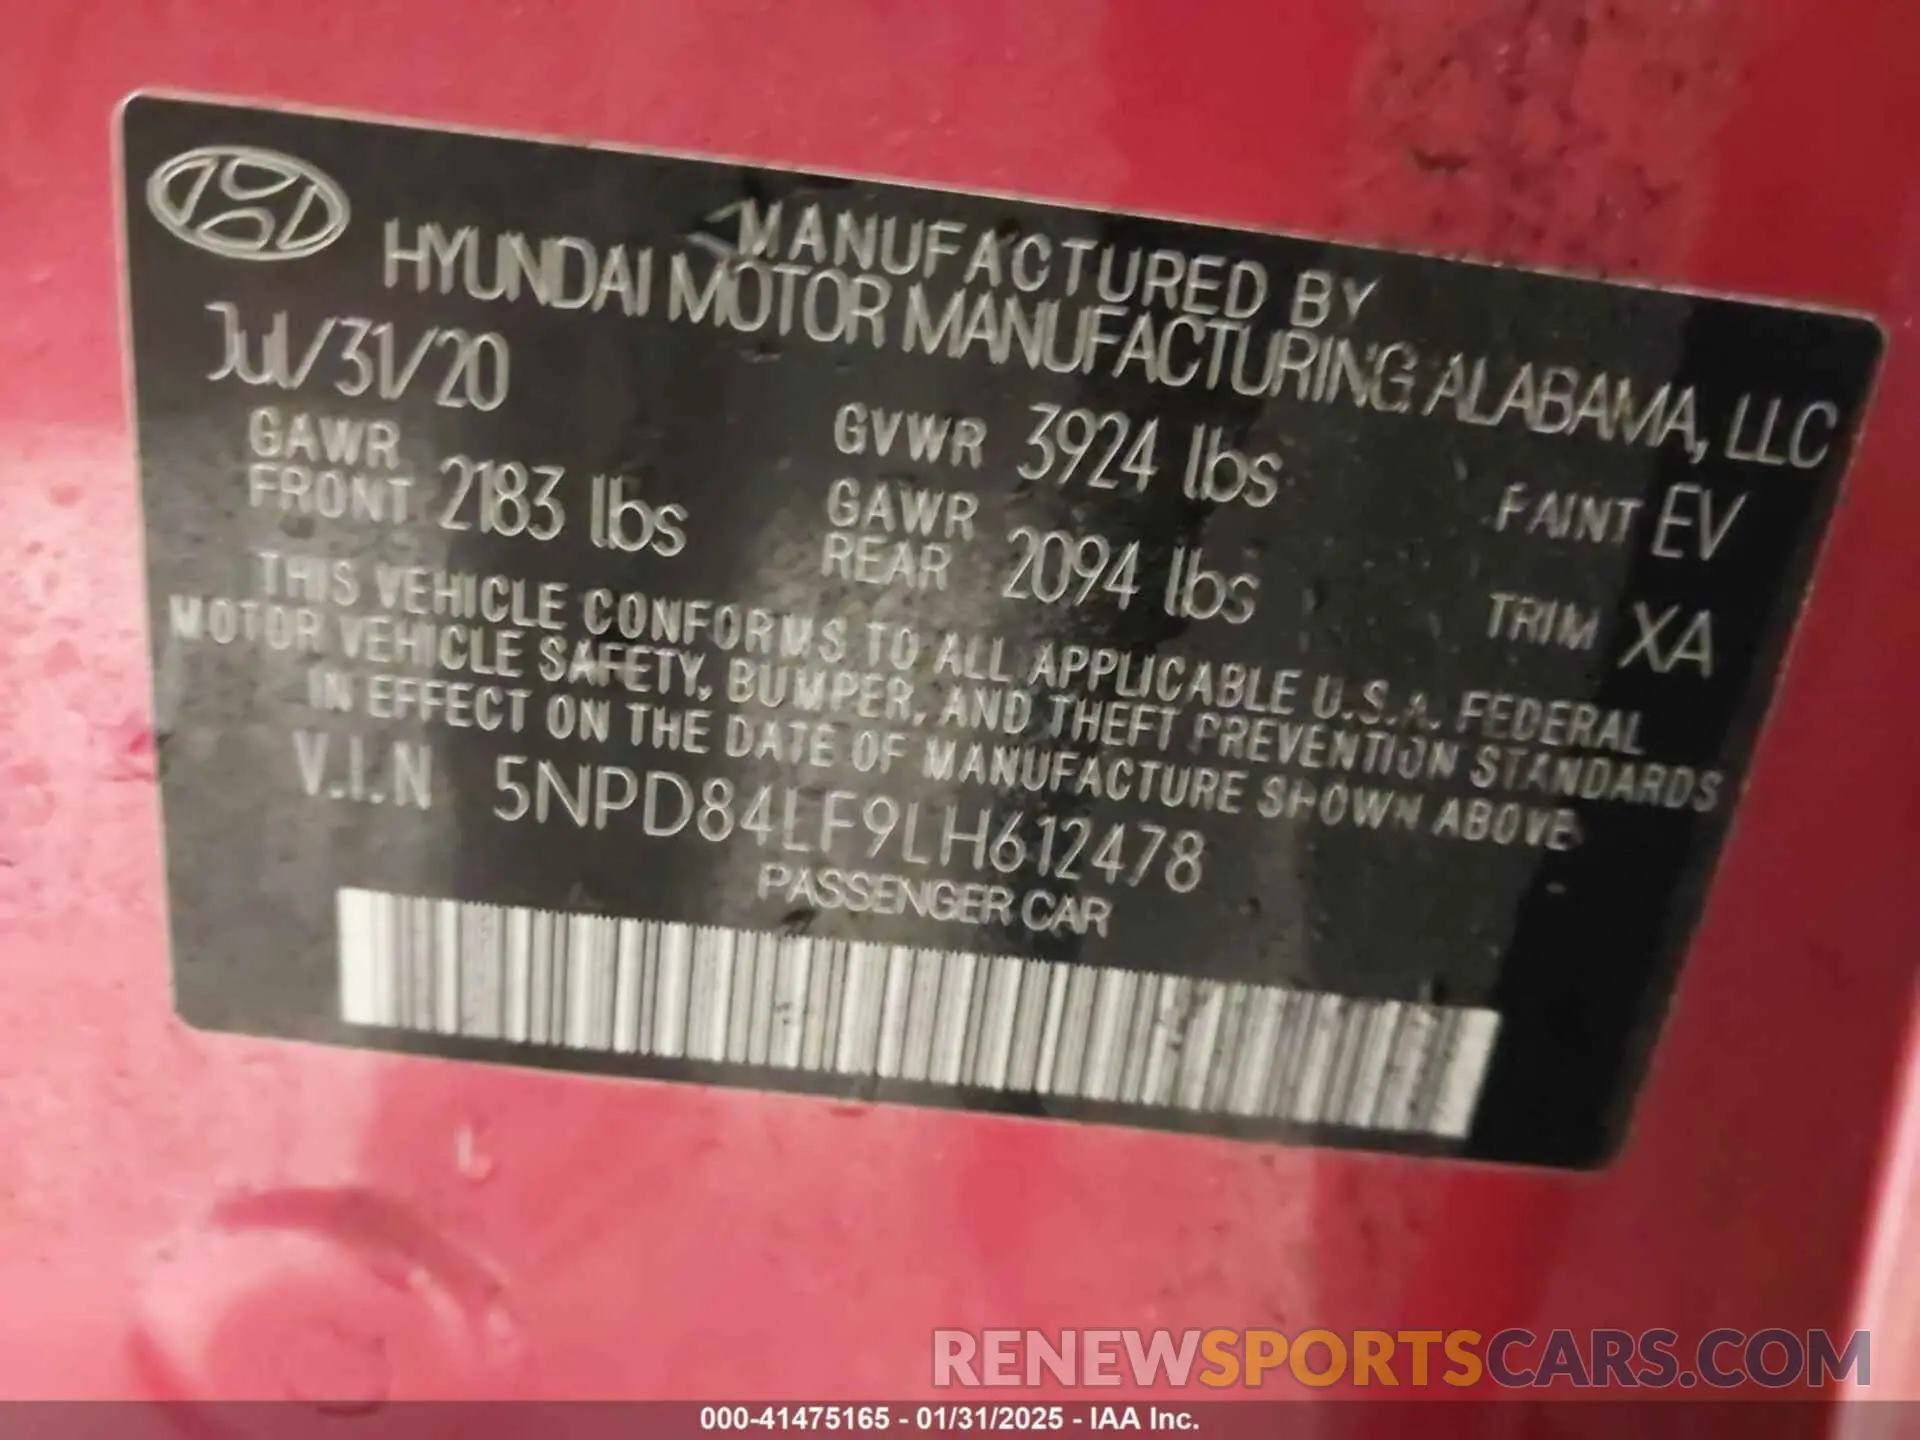 MANUFACTURED BY
HYUNDAI MOTOR MANUFACTURING ALABAMA, LLC
Jul/31/20
GVWR 3924 lbs
GAWR FRONT 2183 lbs
GAWR REAR 2094 lbs
PAINT EV
TRIM XA
THIS VEHICLE CONFORMS TO ALL APPLICABLE U.S.A. FEDERAL
MOTOR VEHICLE SAFETY, BUMPER, AND THEFT PREVENTION STANDARDS
IN EFFECT ON THE DATE OF MANUFACTURE SHOWN ABOVE
V.I.N 5NPD84LF9LH612478
PASSENGER CAR
RENEWSPORTSCARS.COM
000-41475165 - 01/31/2025 - IAA Inc.